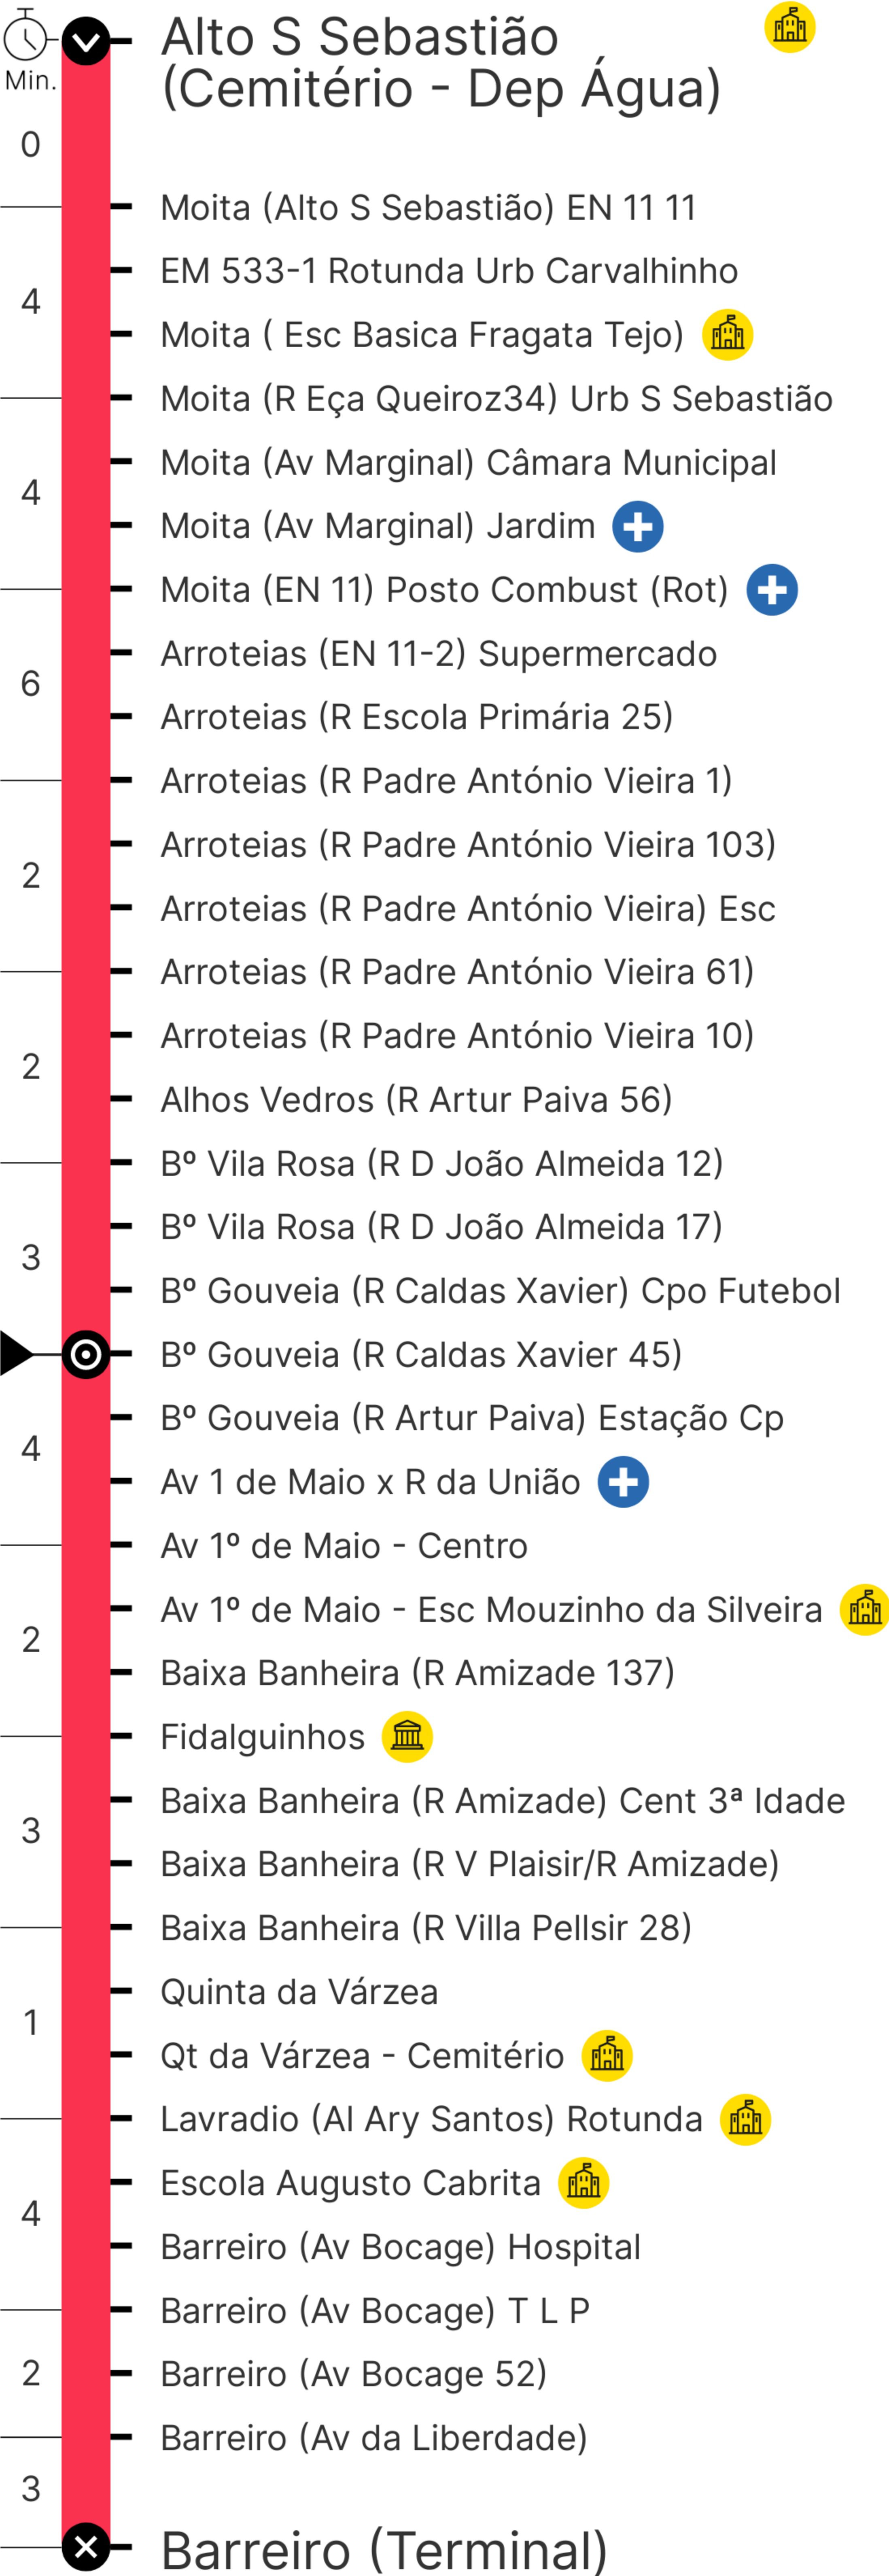 Alto S Sebastião
(Cemitério - Dep Água)
Min.
0
Moita (Alto S Sebastião) EN 11 11
EM 533-1 Rotunda Urb Carvalhinho
4
Moita ( Esc Basica Fragata Tejo)
Moita (R Eça Queiroz34) Urb S Sebastião
Moita (Av Marginal) Câmara Municipal
4
Moita (Av Marginal) Jardim
Moita (EN 11) Posto Combust (Rot)
Arroteias (EN 11-2) Supermercado
6
Arroteias (R Escola Primária 25)
Arroteias (R Padre António Vieira 1)
Arroteias (R Padre António Vieira 103)
2
Arroteias (R Padre António Vieira) Esc
Arroteias (R Padre António Vieira 61)
Arroteias (R Padre António Vieira 10)
2
Alhos Vedros (R Artur Paiva 56)
Bº Vila Rosa (R D João Almeida 12)
Bº Vila Rosa (R D João Almeida 17)
3
Bº Gouveia (R Caldas Xavier) Cpo Futebol
Bº Gouveia (R Caldas Xavier 45)
Bº Gouveia (R Artur Paiva) Estação Cp
4
Av 1 de Maio x R da União
Av 1º de Maio - Centro
Av 1º de Maio - Esc Mouzinho da Silveira
2
Baixa Banheira (R Amizade 137)
Fidalguinhos
Baixa Banheira (R Amizade) Cent 3ª Idade
3
Baixa Banheira (R V Plaisir/R Amizade)
Baixa Banheira (R Villa Pellsir 28)
Quinta da Várzea
1
Qt da Várzea - Cemitério
Lavradio (Al Ary Santos) Rotunda
Escola Augusto Cabrita
4
Barreiro (Av Bocage) Hospital
Barreiro (Av Bocage) T L P
2
Barreiro (Av Bocage 52)
Barreiro (Av da Liberdade)
3
Barreiro (Terminal)